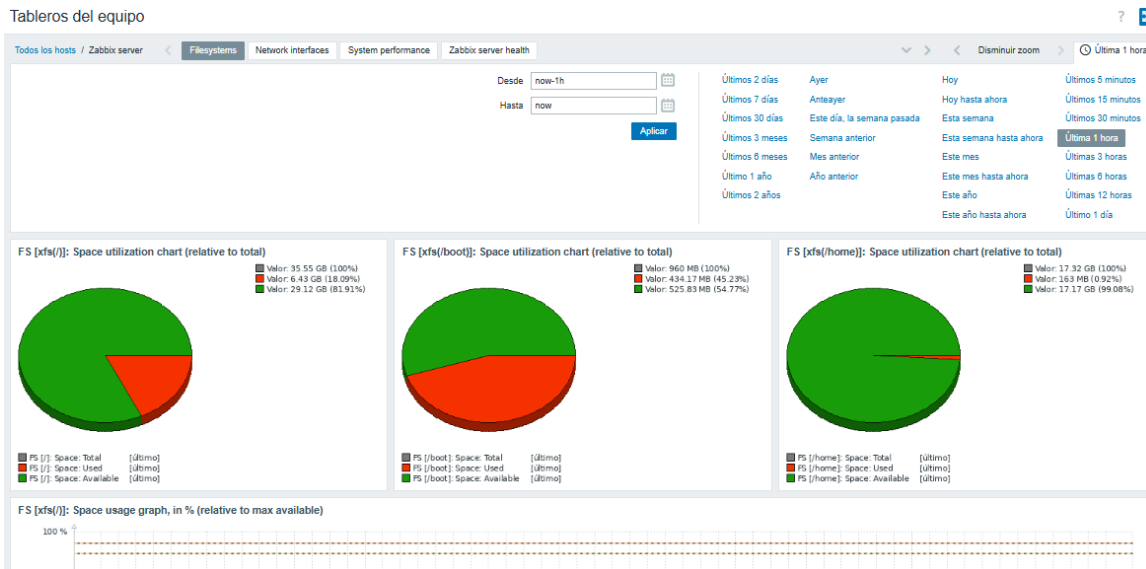 Tableros del equipo
?
Todos los hosts / Zabbix server
Filesystems
Network interfaces
System performance
Zabbix server health
Disminuir zoom
Última 1 hora
Desde now-1h
Hasta now
Aplicar
Últimos 2 días Ayer Hoy Últimos 5 minutos
Últimos 7 días Anteayer Hoy hasta ahora Últimos 15 minutos
Últimos 30 días Este día, la semana pasada Esta semana Últimos 30 minutos
Últimos 3 meses Semana anterior Esta semana hasta ahora Última 1 hora
Últimos 6 meses Mes anterior Este mes Últimas 3 horas
Último 1 año Año anterior Este mes hasta ahora Últimas 6 horas
Últimos 2 años Este año Últimas 12 horas
Este año hasta ahora Último 1 día
FS [xfs(/)]: Space utilization chart (relative to total)
Valor: 35.55 GB (100%)
Valor: 6.43 GB (18.09%)
Valor: 29.12 GB (81.91%)
FS [/]: Space: Total [último]
FS [/]: Space: Used [último]
FS [/]: Space: Available [último]
FS [xfs(/boot)]: Space utilization chart (relative to total)
Valor: 960 MB (100%)
Valor: 434.17 MB (45.23%)
Valor: 525.83 MB (54.77%)
FS [/boot]: Space: Total [último]
FS [/boot]: Space: Used [último]
FS [/boot]: Space: Available [último]
FS [xfs(/home)]: Space utilization chart (relative to total)
Valor: 17.32 GB (100%)
Valor: 163 MB (0.92%)
Valor: 17.17 GB (99.08%)
FS [/home]: Space: Total [último]
FS [/home]: Space: Used [último]
FS [/home]: Space: Available [último]
FS [xfs(/)]: Space usage graph, in % (relative to max available)
100 %